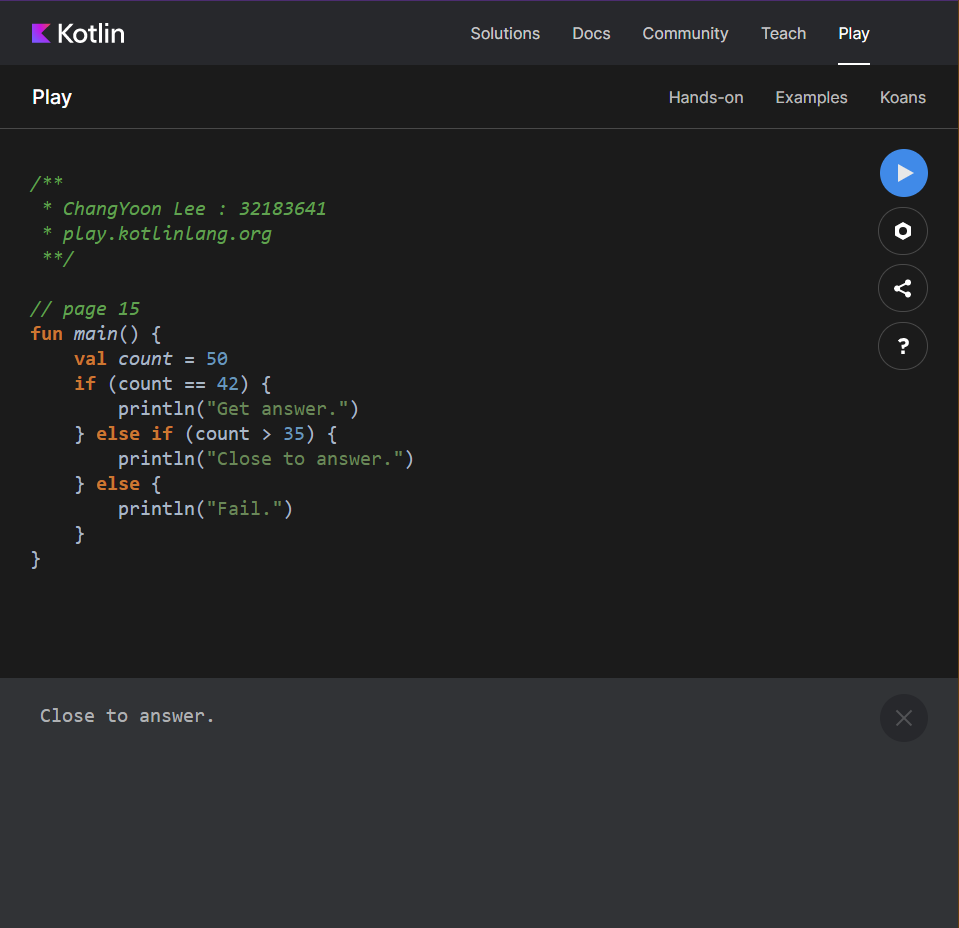 Kotlin
Solutions Docs Community Teach Play
Play
Hands-on Examples Koans
/**
 * ChangYoon Lee : 32183641
 * play.kotlinlang.org
 **/
// page 15
fun main() {
    val count = 50
    if (count == 42) {
        println("Get answer.")
    } else if (count > 35) {
        println("Close to answer.")
    } else {
        println("Fail.")
    }
}
?
Close to answer.